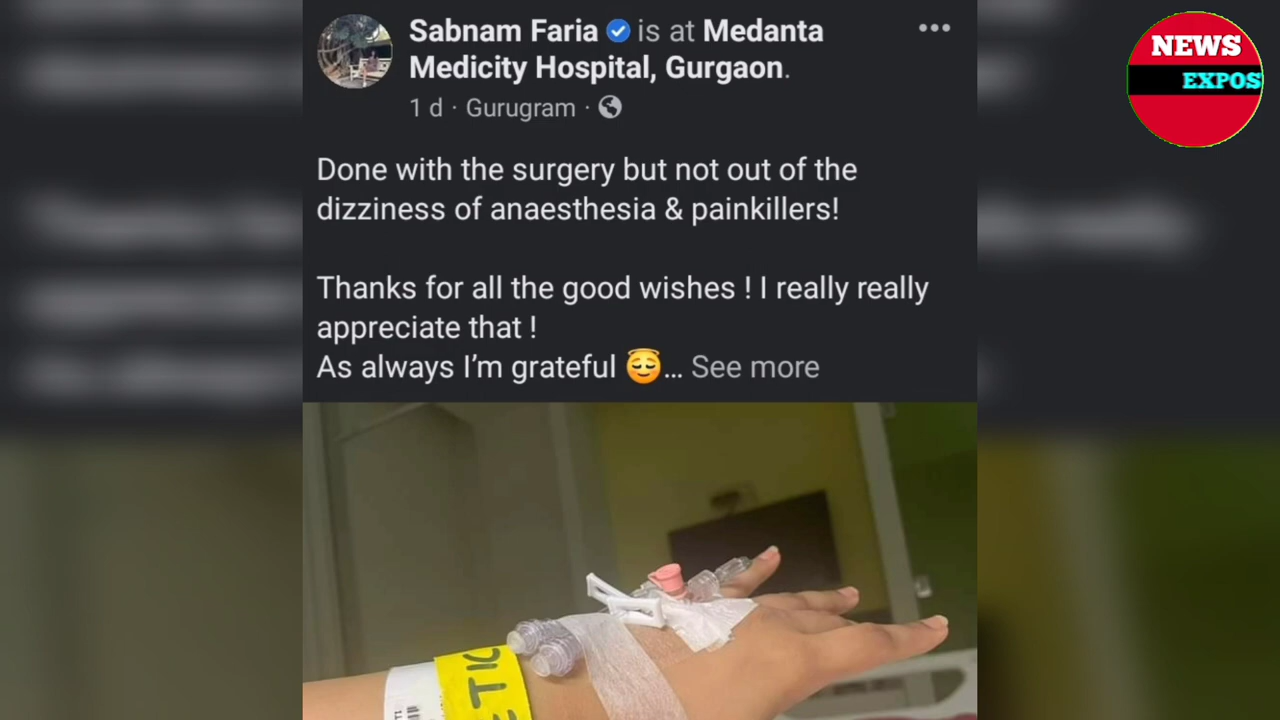 Sabnam Faria is at Medanta
Medicity Hospital, Gurgaon.
1 d · Gurugram ·
Done with the surgery but not out of the
dizziness of anaesthesia & painkillers!
Thanks for all the good wishes ! I really really
appreciate that !
As always I’m grateful 😇... See more
NEWS
EXPOS
ETIC